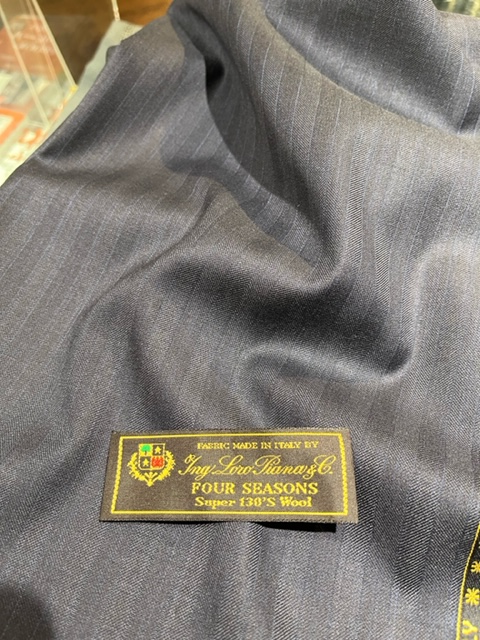 FABRIC MADE IN ITALY BY
Ing. Loro Piana & C.
FOUR SEASONS
Super 130'S Wool